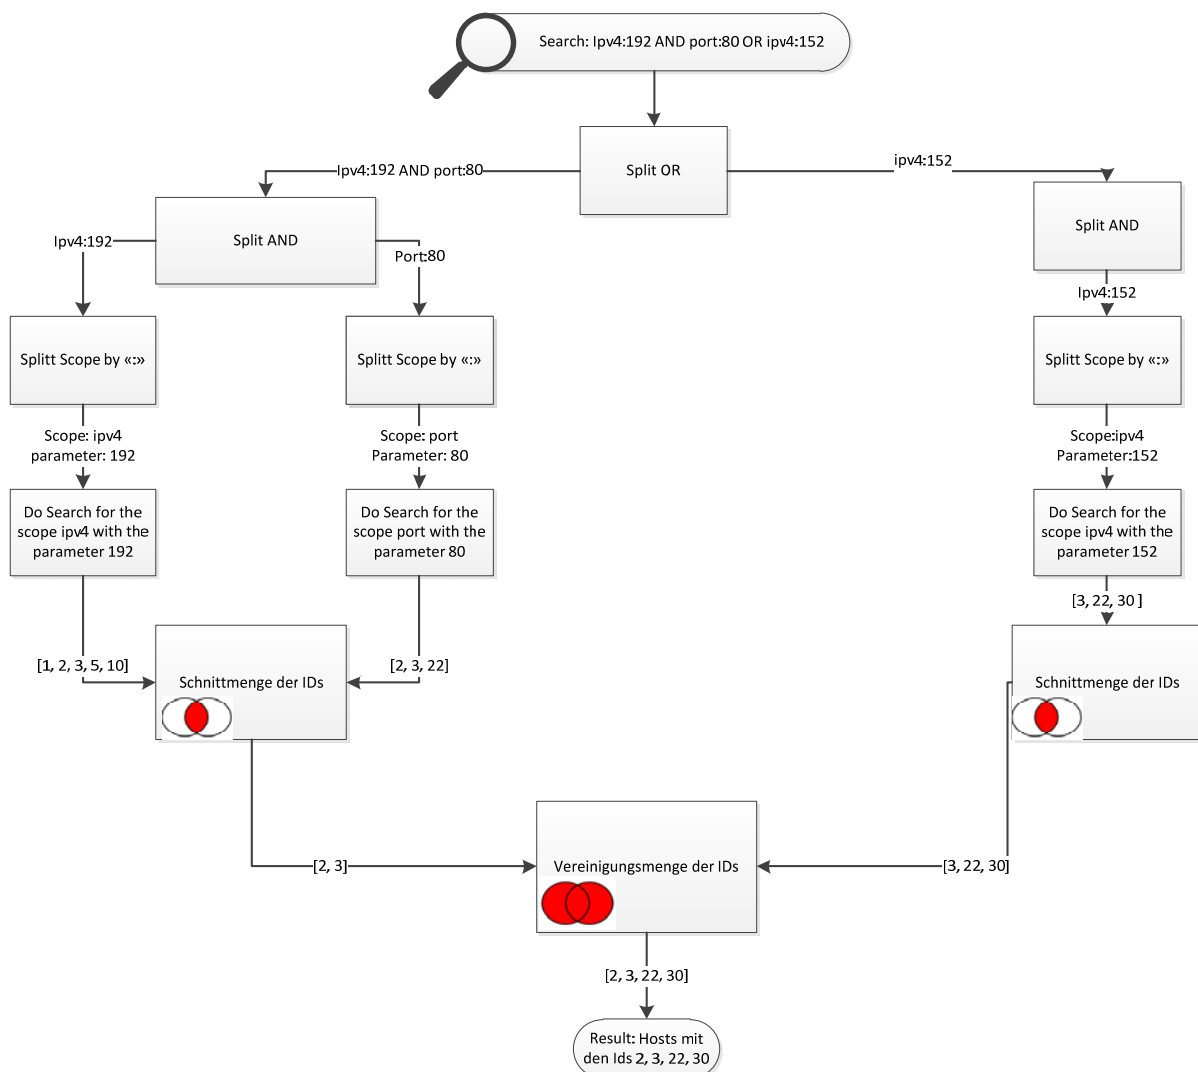 Search: Ipv4:192 AND port:80 OR ipv4:152
Split OR
Ipv4:192 AND port:80
ipv4:152
Split AND
Split AND
Ipv4:192
Port:80
Ipv4:152
Splitt Scope by «:»
Splitt Scope by «:»
Splitt Scope by «:»
Scope: ipv4
parameter: 192
Scope: port
Parameter: 80
Scope:ipv4
Parameter:152
Do Search for the
scope ipv4 with the
parameter 192
Do Search for the
scope port with the
parameter 80
Do Search for the
scope ipv4 with the
parameter 152
[3, 22, 30 ]
[1, 2, 3, 5, 10]
[2, 3, 22]
Schnittmenge der IDs
Schnittmenge der IDs
[2, 3]
Vereinigungsmenge der IDs
[3, 22, 30]
[2, 3, 22, 30]
Result: Hosts mit
den Ids 2, 3, 22, 30